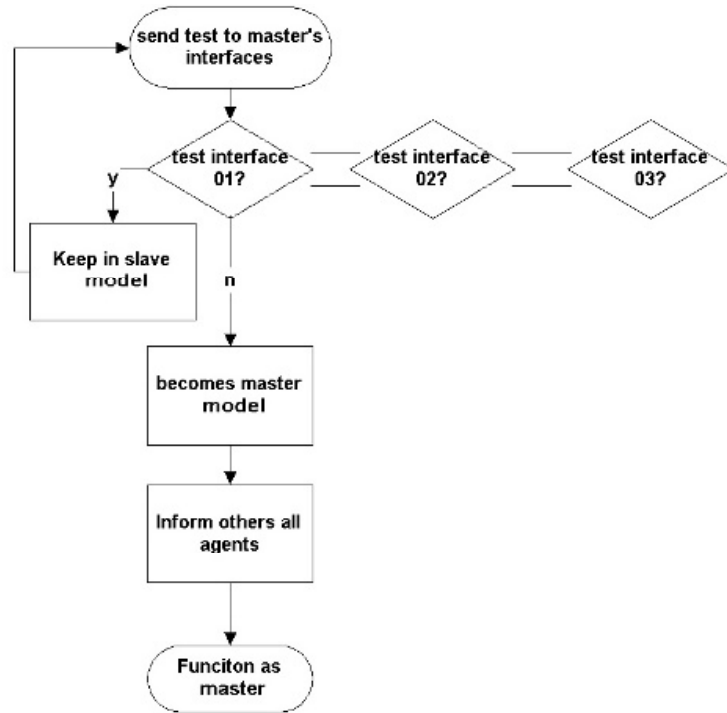 send test to master's
interfaces
test interface
01?
test interface
02?
test interface
03?
y
Keep in slave
model
n
becomes master
model
Inform others all
agents
Funciton as
master